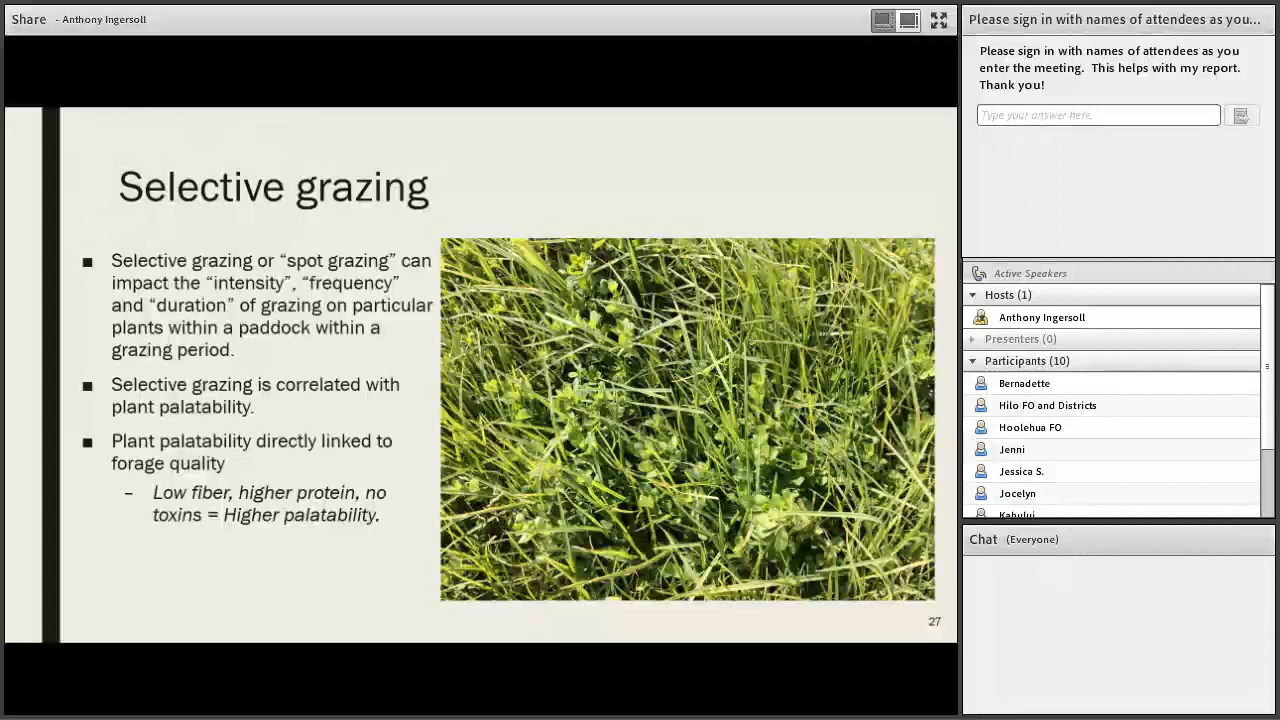 Share - Anthony Ingersoll
Selective grazing
■ Selective grazing or “spot grazing” can
impact the “intensity”, “frequency”
and “duration” of grazing on particular
plants within a paddock within a
grazing period.
■ Selective grazing is correlated with
plant palatability.
■ Plant palatability directly linked to
forage quality
– Low fiber, higher protein, no
toxins = Higher palatability.
27
Please sign in with names of attendees as you...
Please sign in with names of attendees as you
enter the meeting. This helps with my report.
Thank you!
Type your answer here.
Active Speakers
Hosts (1)
Anthony Ingersoll
Presenters (0)
Participants (10)
Bernadette
Hilo FO and Districts
Hoolehua FO
Jenni
Jessica S.
Jocelyn
Kahului
Chat (Everyone)